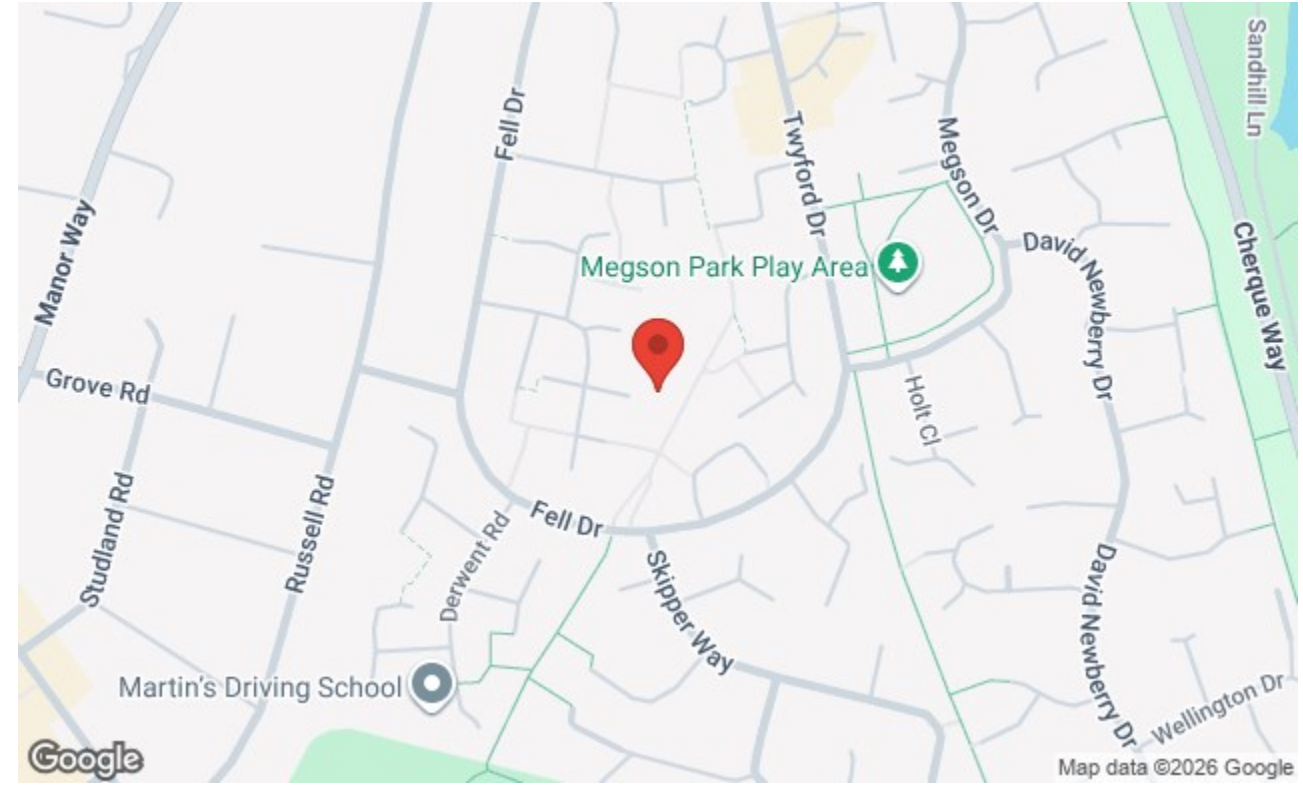 Sandhill Ln
Fell Dr
Twyford Dr
Megson Dr
Manor Way
David Newberry Dr
Cherque Way
Megson Park Play Area
Grove Rd
Holt Cl
Studland Rd
Russell Rd
Derwent Rd
Fell Dr
Skipper Way
David Newberry Dr
Martin's Driving School
Wellington Dr
Google
Map data ©2026 Google